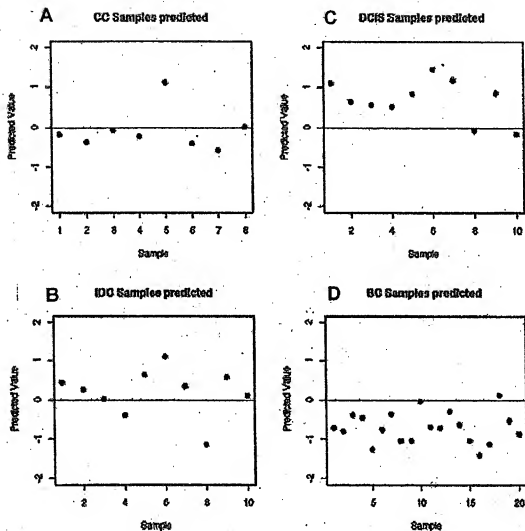 A CC Samples predicted
Predicted Value
2
1
0
-1
-2
1 2 3 4 5 6 7 8
Sample
C DCIS Samples predicted
Predicted Value
2
1
0
-1
-2
2 4 6 8 10
Sample
B IDC Samples predicted
Predicted Value
2
1
0
-1
-2
2 4 6 8 10
Sample
D BC Samples predicted
Predicted Value
2
1
0
-1
-2
5 10 15 20
Sample